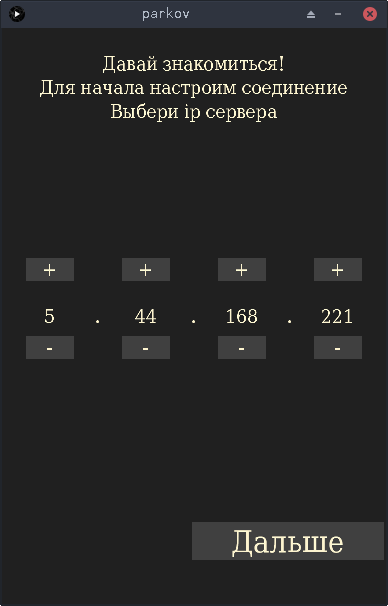 parkov
Давай знакомиться!
Для начала настроим соединение
Выбери ip сервера
+ + + +
5 . 44 . 168 . 221
- - - -
Дальше